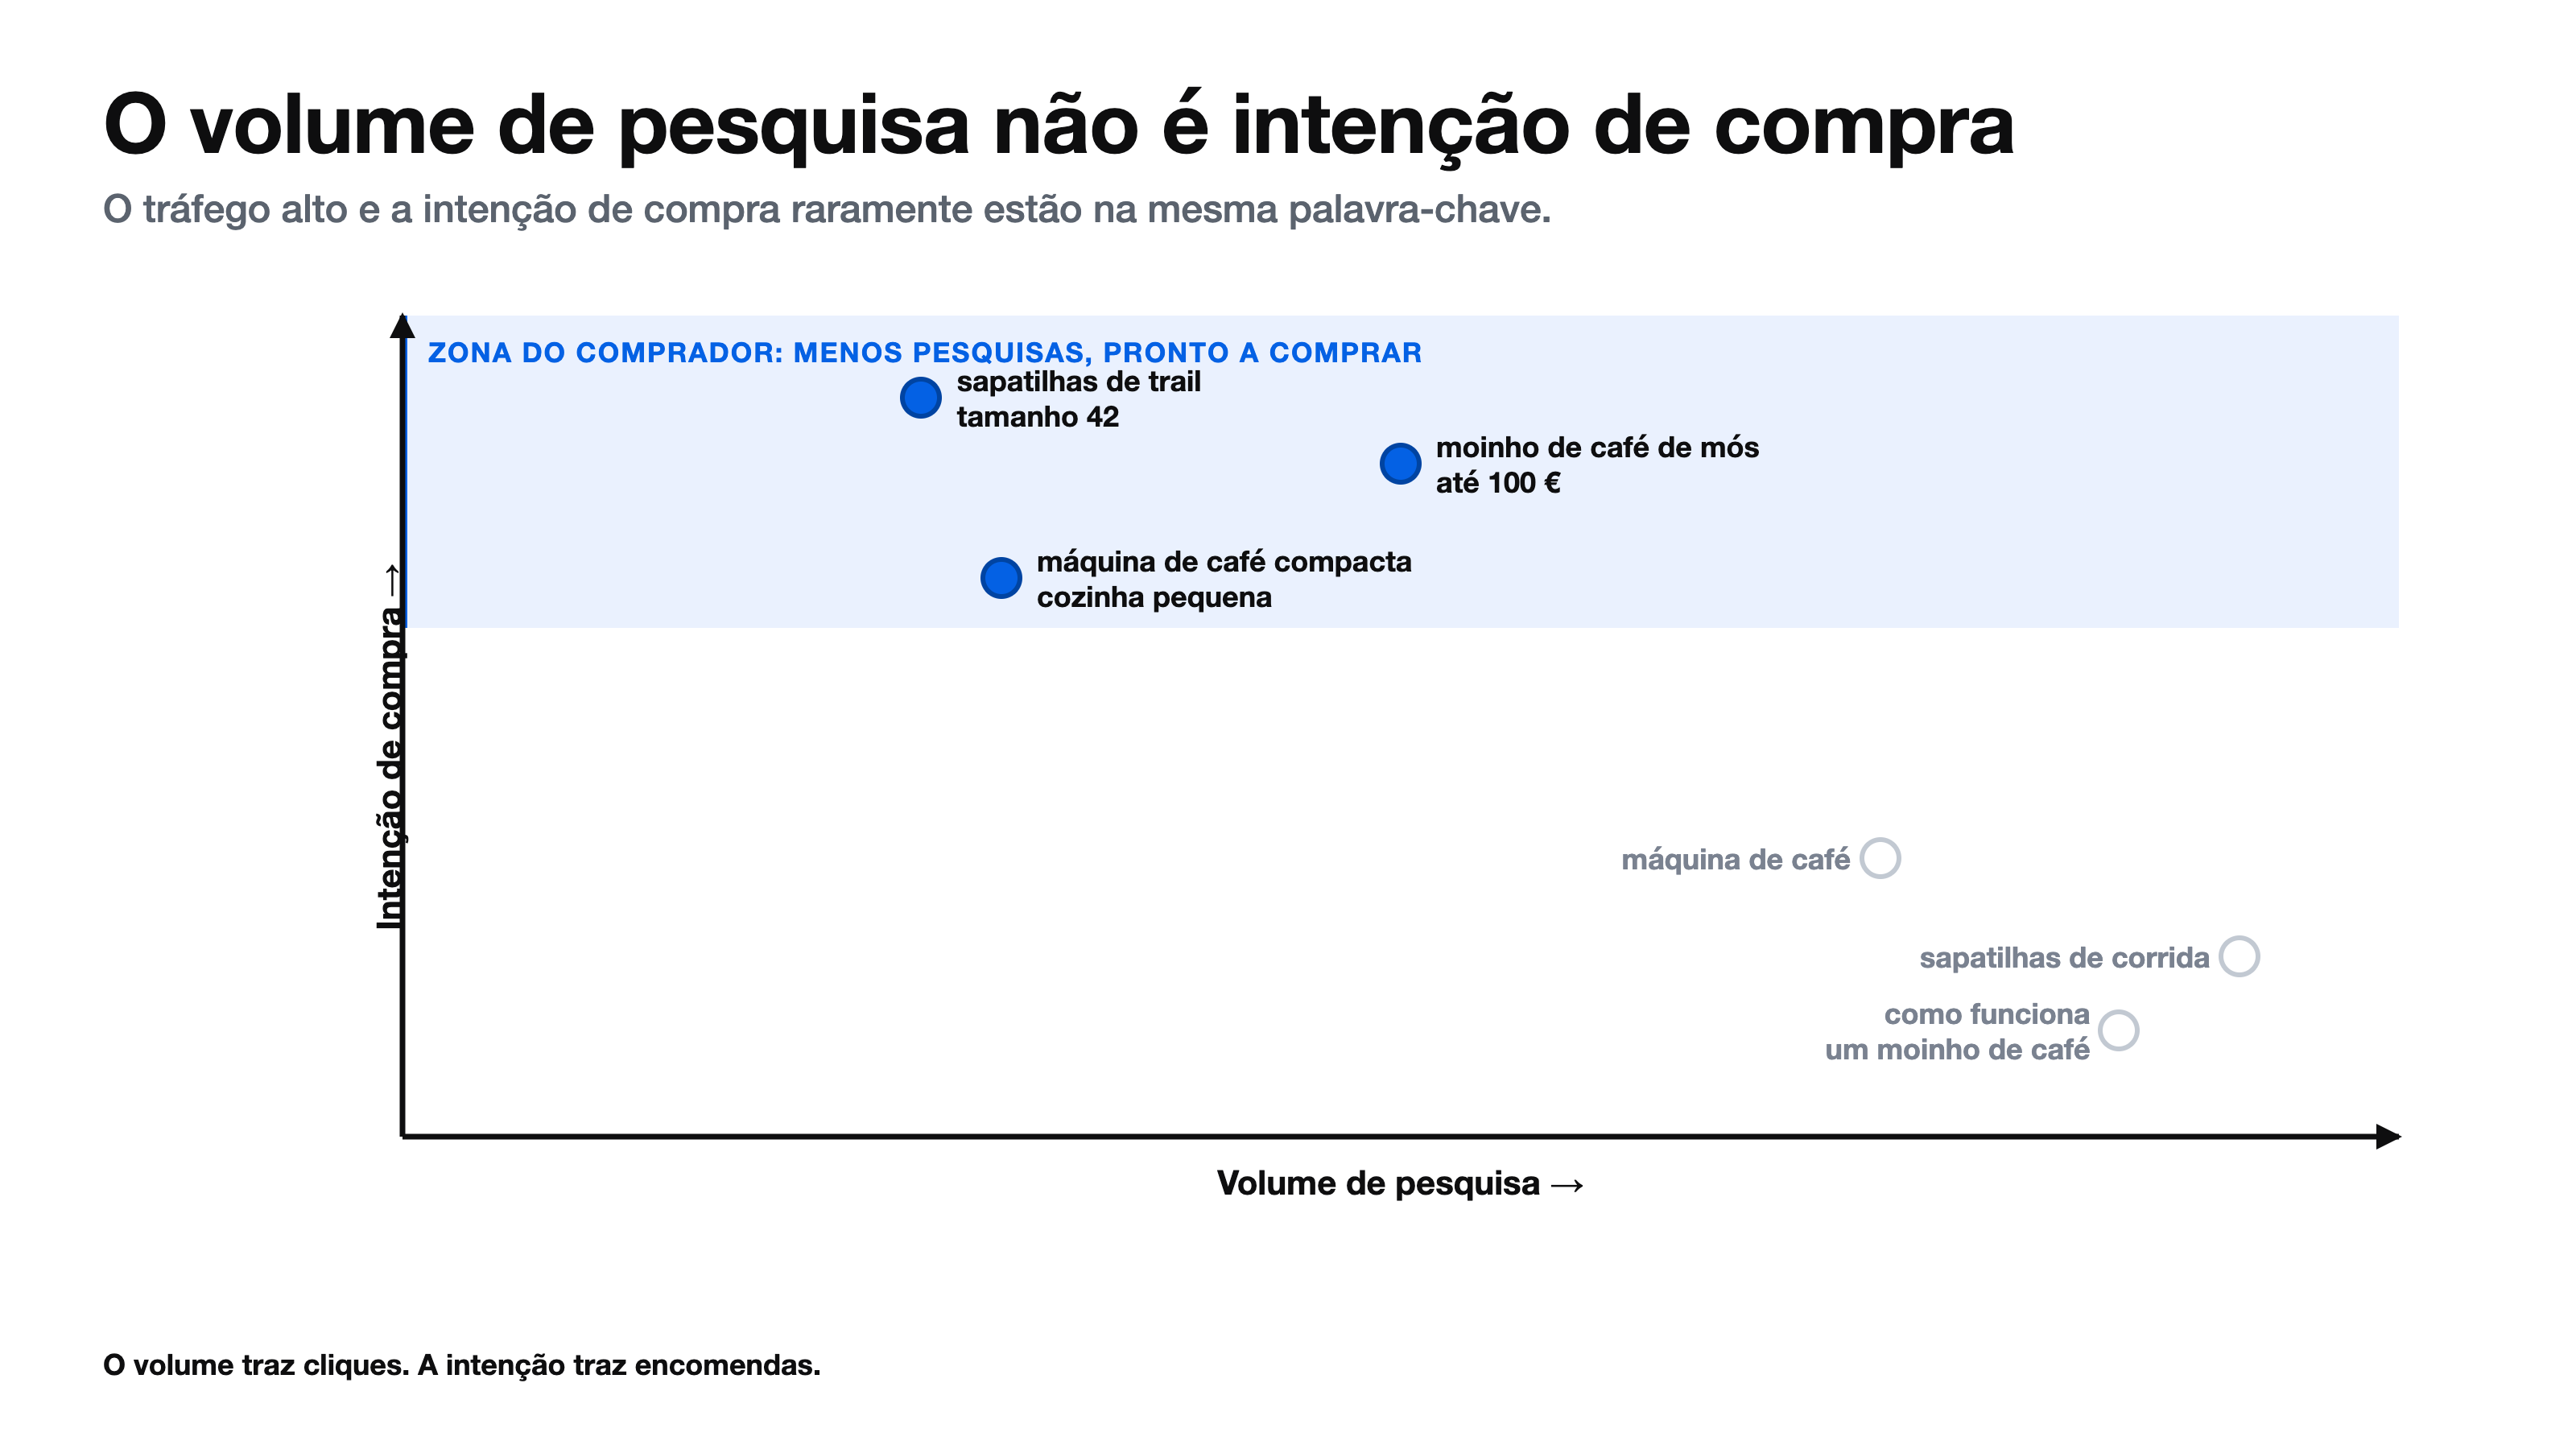 O volume de pesquisa não é intenção de compra
O tráfego alto e a intenção de compra raramente estão na mesma palavra-chave.
ZONA DO COMPRADOR: MENOS PESQUISAS, PRONTO A COMPRAR
sapatilhas de trail
tamanho 42
moinho de café de mós
até 100 €
máquina de café compacta
cozinha pequena
Intenção de compra →
máquina de café
sapatilhas de corrida
como funciona
um moinho de café
Volume de pesquisa →
O volume traz cliques. A intenção traz encomendas.